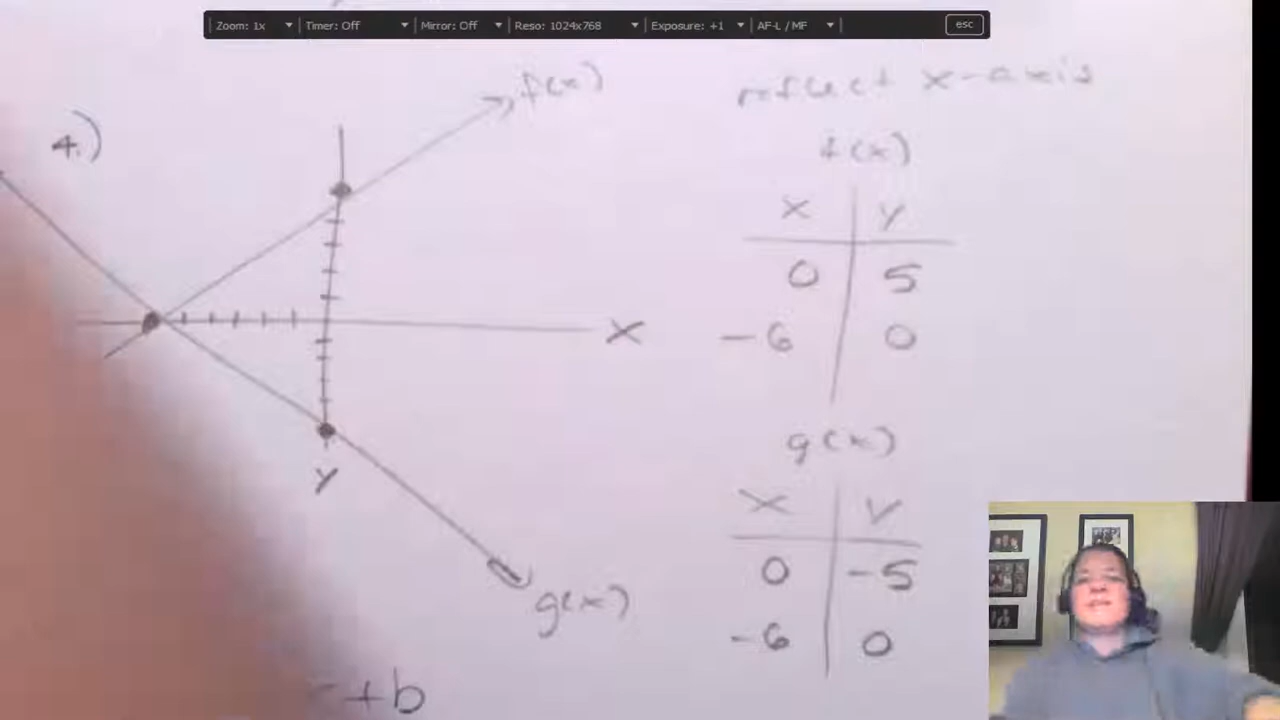 Zoom: 1x Timer: Off Mirror: Off Reso: 1024x768 Exposure: +1 AF-L / MF esc
4.)
f(x)
X
Y
g(x)
+b
reflect x-axis
f(x)
X Y
0 5
-6 0
g(x)
X Y
0 -5
-6 0